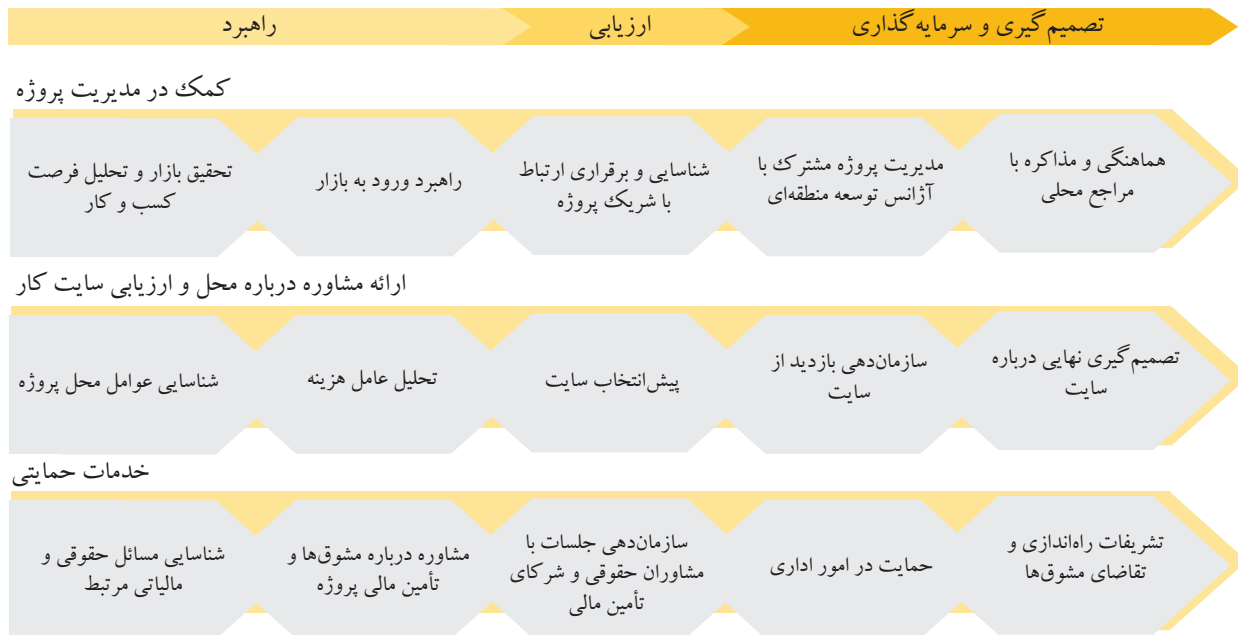 راهبرد
ارزیابی
تصمیم‌گیری و سرمایه‌گذاری
کمک در مدیریت پروژه
تحقیق بازار و تحلیل فرصت
کسب و کار
راهبرد ورود به بازار
شناسایی و برقراری ارتباط
با شریک پروژه
مدیریت پروژه مشترک با
آژانس توسعه منطقه‌ای
هماهنگی و مذاکره با
مراجع محلی
ارائه مشاوره درباره محل و ارزیابی سایت کار
شناسایی عوامل محل پروژه
تحلیل عامل هزینه
پیش‌انتخاب سایت
سازمان‌دهی بازدید از
سایت
تصمیم‌گیری نهایی درباره
سایت
خدمات حمایتی
شناسایی مسائل حقوقی و
مالیاتی مرتبط
مشاوره درباره مشوق‌ها و
تأمین مالی پروژه
سازمان‌دهی جلسات با
مشاوران حقوقی و شرکای
تأمین مالی
حمایت در امور اداری
تشریفات راه‌اندازی و
تقاضای مشوق‌ها